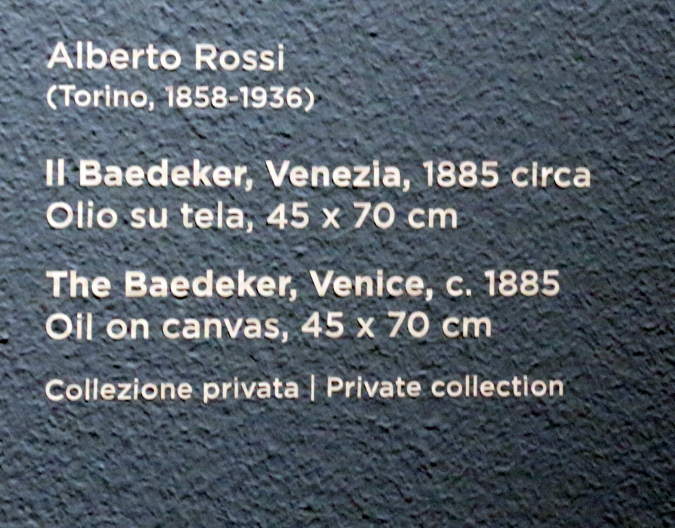 Alberto Rossi
(Torino, 1858-1936)
Il Baedeker, Venezia, 1885 circa
Olio su tela, 45 x 70 cm
The Baedeker, Venice, c. 1885
Oil on canvas, 45 x 70 cm
Collezione privata | Private collection